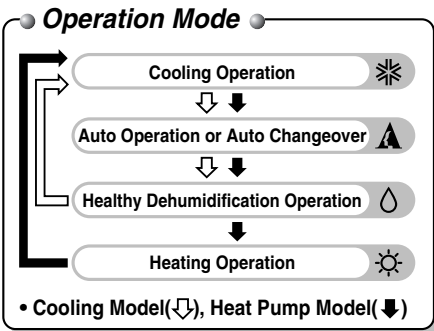 Operation Mode
Cooling Operation
Auto Operation or Auto Changeover
Healthy Dehumidification Operation
Heating Operation
• Cooling Model(⇩), Heat Pump Model(⬇)